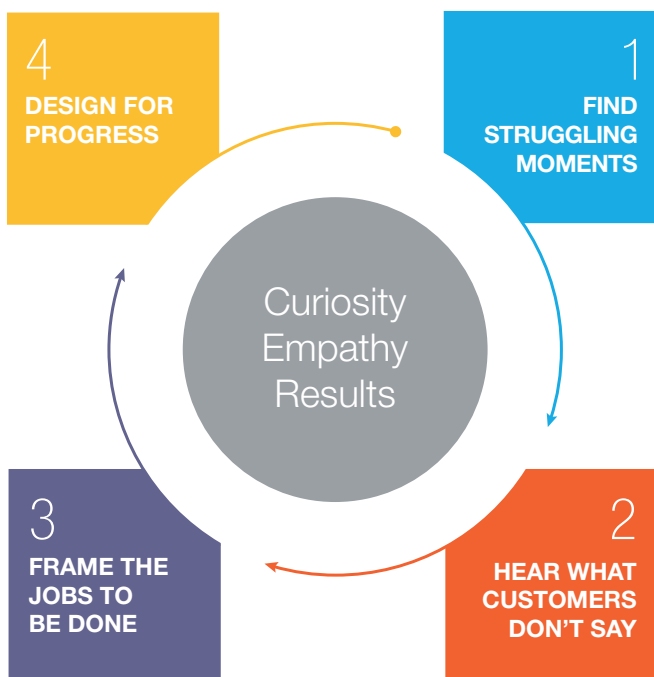 4
DESIGN FOR
PROGRESS
1
FIND
STRUGGLING
MOMENTS
Curiosity
Empathy
Results
3
FRAME THE
JOBS TO
BE DONE
2
HEAR WHAT
CUSTOMERS
DON'T SAY